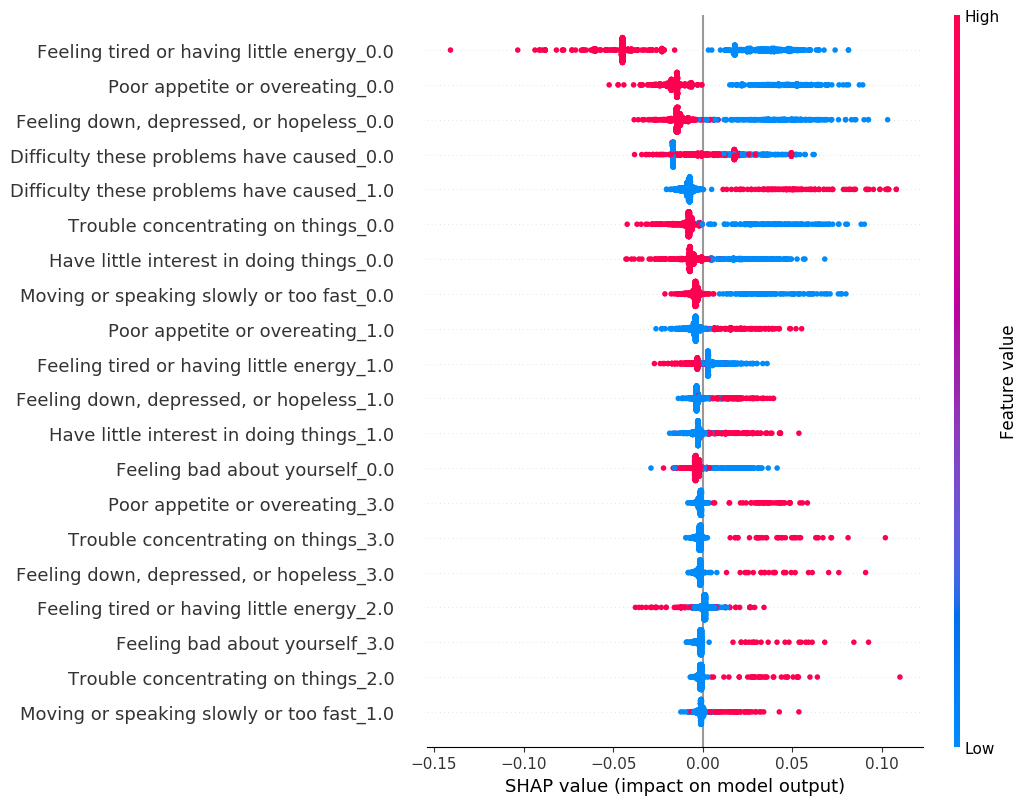 High
Feeling tired or having little energy_0.0
Poor appetite or overeating_0.0
Feeling down, depressed, or hopeless_0.0
Difficulty these problems have caused_0.0
Difficulty these problems have caused_1.0
Trouble concentrating on things_0.0
Have little interest in doing things_0.0
Moving or speaking slowly or too fast_0.0
Poor appetite or overeating_1.0
Feeling tired or having little energy_1.0
Feeling down, depressed, or hopeless_1.0
Have little interest in doing things_1.0
Feeling bad about yourself_0.0
Poor appetite or overeating_3.0
Trouble concentrating on things_3.0
Feeling down, depressed, or hopeless_3.0
Feeling tired or having little energy_2.0
Feeling bad about yourself_3.0
Trouble concentrating on things_2.0
Moving or speaking slowly or too fast_1.0
Feature value
Low
−0.15 −0.10 −0.05 0.00 0.05 0.10
SHAP value (impact on model output)